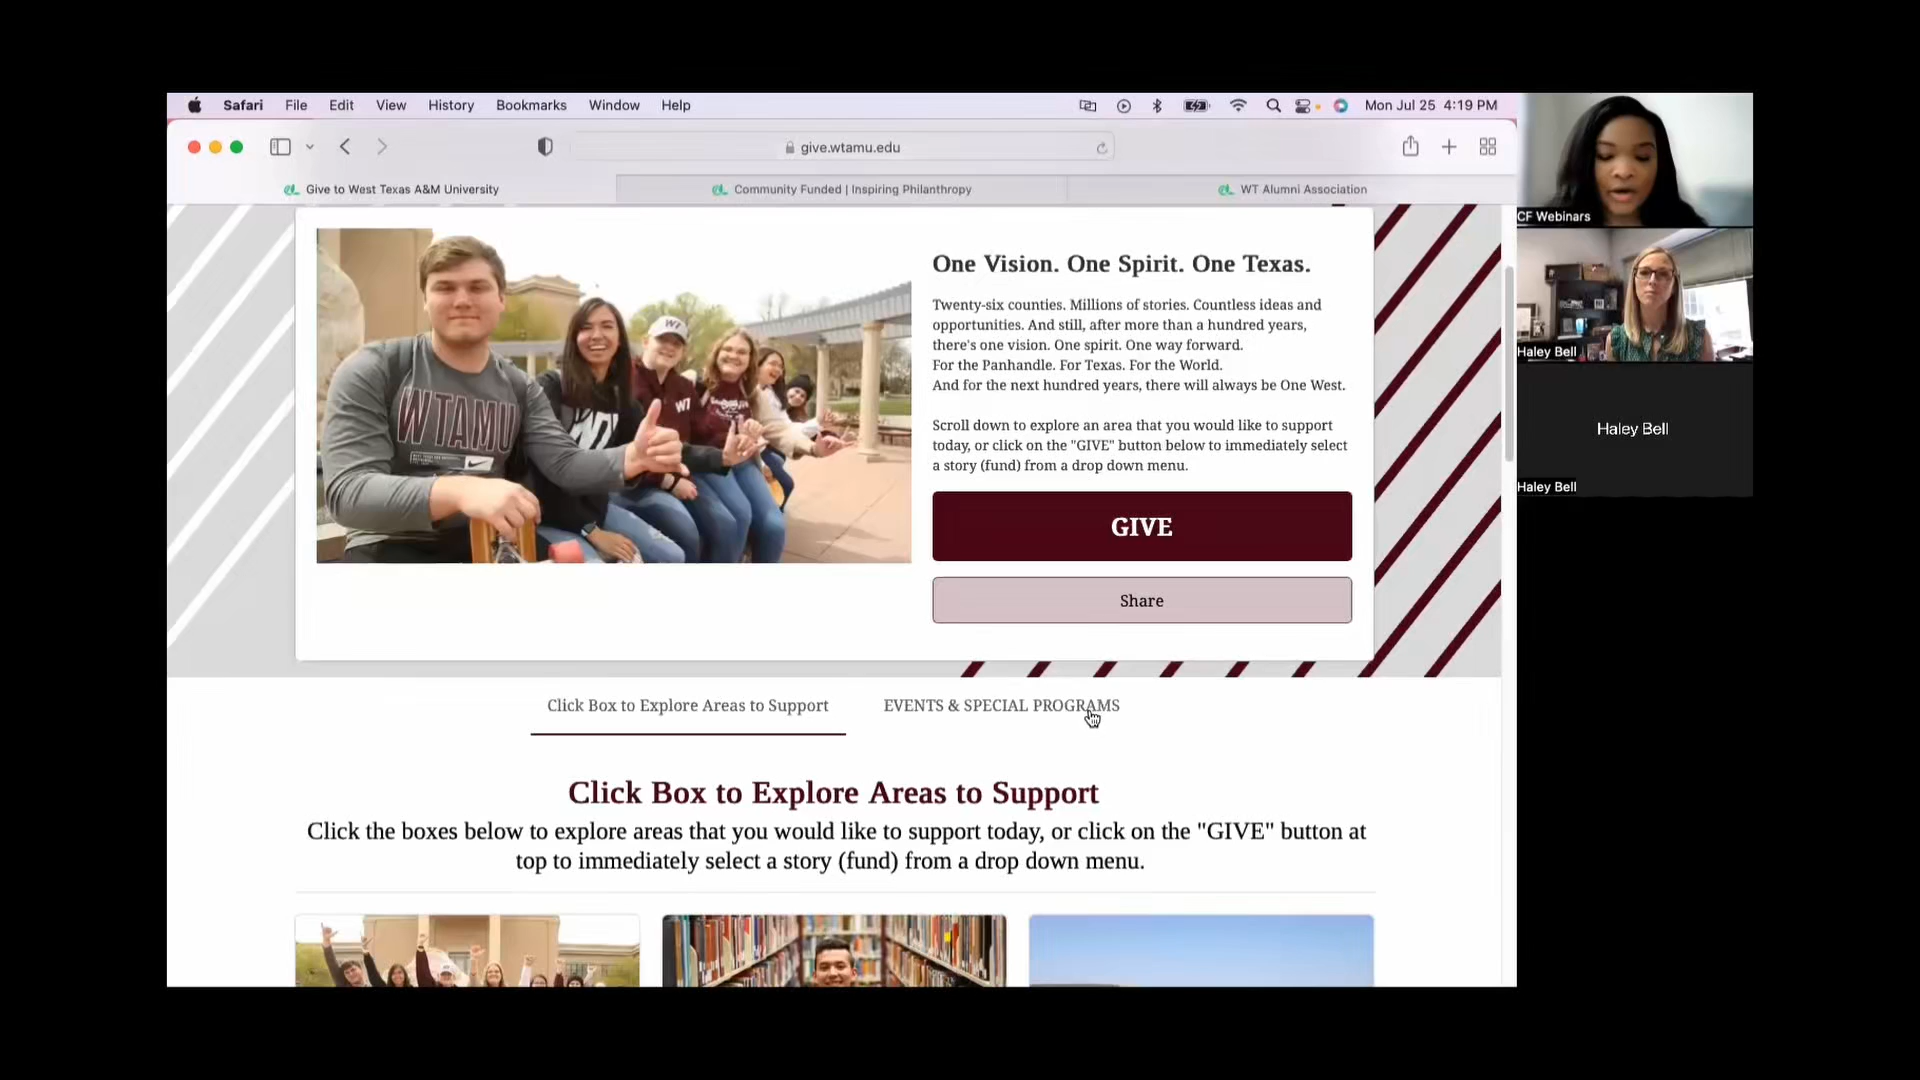 Safari File Edit View History Bookmarks Window Help Mon Jul 25 4:19 PM
give.wtamu.edu
Give to West Texas A&M University Community Funded | Inspiring Philanthropy WT Alumni Association
One Vision. One Spirit. One Texas.
Twenty-six counties. Millions of stories. Countless ideas and
opportunities. And still, after more than a hundred years,
there's one vision. One spirit. One way forward.
For the Panhandle. For Texas. For the World.
And for the next hundred years, there will always be One West.
Scroll down to explore an area that you would like to support
today, or click on the "GIVE" button below to immediately select
a story (fund) from a drop down menu.
GIVE
Share
WTAMU
WT
WT
Click Box to Explore Areas to Support EVENTS & SPECIAL PROGRAMS
Click Box to Explore Areas to Support
Click the boxes below to explore areas that you would like to support today, or click on the "GIVE" button at
top to immediately select a story (fund) from a drop down menu.
CF Webinars
Haley Bell
Haley Bell
Haley Bell